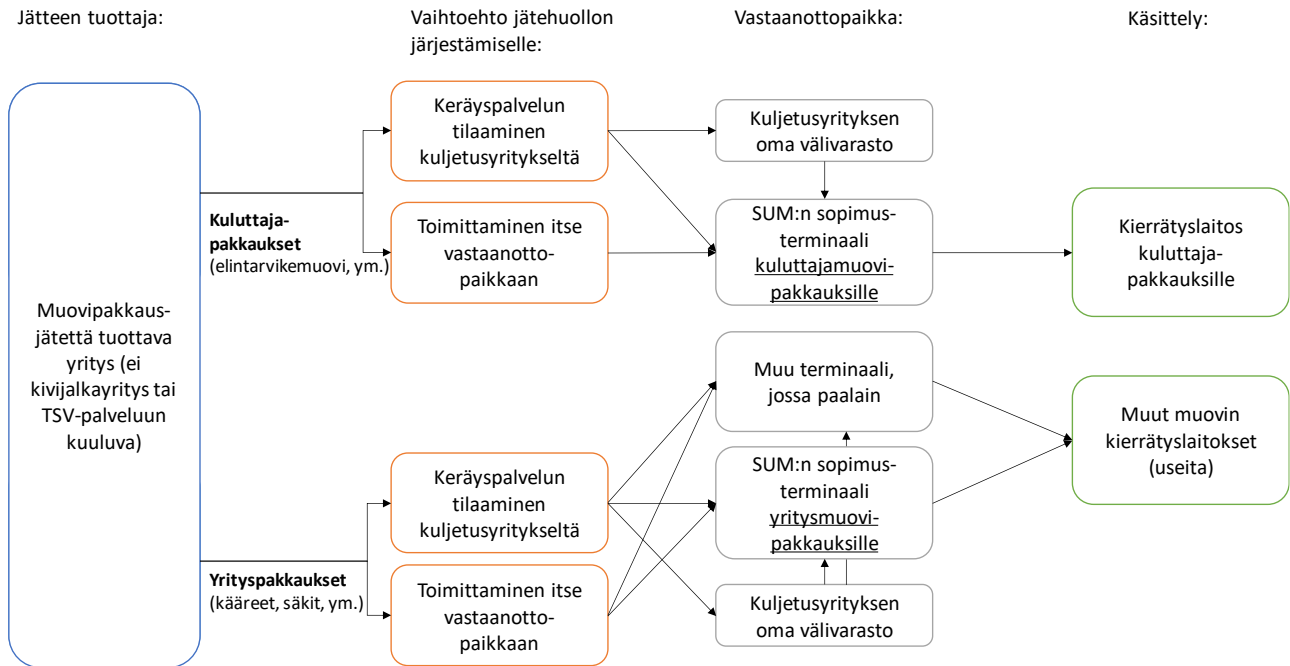 Jätteen tuottaja:
Vaihtoehto jätehuollon
järjestämiselle:
Vastaanottopaikka:
Käsittely:
Muovipakkaus-
jätettä tuottava
yritys (ei
kivijalkayritys tai
TSV-palveluun
kuuluva)
Kuluttaja-
pakkaukset
(elintarvikemuovi, ym.)
Keräyspalvelun
tilaaminen
kuljetusyritykseltä
Toimittaminen itse
vastaanotto-
paikkaan
Kuljetusyrityksen
oma välivarasto
SUM:n sopimus-
terminaali
kuluttajamuovi-
pakkauksille
Kierrätyslaitos
kuluttaja-
pakkauksille
Yrityspakkaukset
(kääreet, säkit, ym.)
Keräyspalvelun
tilaaminen
kuljetusyritykseltä
Toimittaminen itse
vastaanotto-
paikkaan
Muu terminaali,
jossa paalain
SUM:n sopimus-
terminaali
yritysmuovi-
pakkauksille
Kuljetusyrityksen
oma välivarasto
Muut muovin
kierrätyslaitokset
(useita)